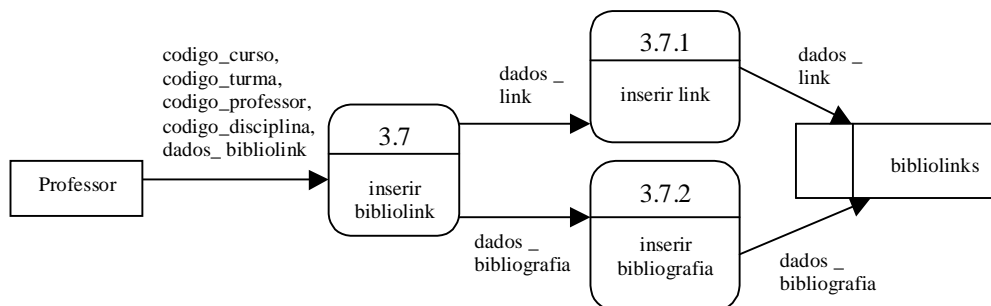 codigo_curso,
codigo_turma,
codigo_professor,
codigo_disciplina,
dados_ bibliolink
Professor
3.7
inserir
bibliolink
dados _
link
3.7.1
inserir link
dados _
link
dados _
bibliografia
3.7.2
inserir
bibliografia
dados _
bibliografia
bibliolinks